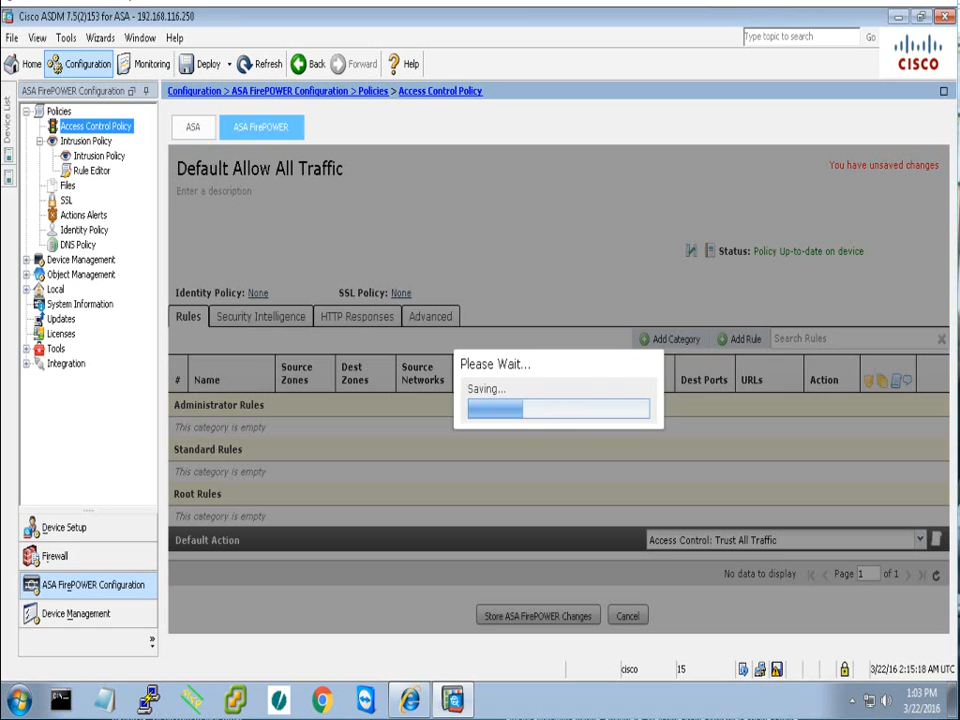 Cisco ASDM 7.5(2)153 for ASA - 192.168.116.250
File View Tools Wizards Window Help
Type topic to search Go
Home Configuration Monitoring Deploy Refresh Back Forward Help
CISCO
Device List
ASA FirePOWER Configuration
Configuration > ASA FirePOWER Configuration > Policies > Access Control Policy
Policies
Access Control Policy
Intrusion Policy
Intrusion Policy
Rule Editor
Files
SSL
Actions Alerts
Identity Policy
DNS Policy
Device Management
Object Management
Local
System Information
Updates
Licenses
Tools
Integration
Device Setup
Firewall
ASA FirePOWER Configuration
Device Management
»
ASA ASA FirePOWER
Default Allow All Traffic
You have unsaved changes
Enter a description
Status: Policy Up-to-date on device
Identity Policy: None SSL Policy: None
Rules Security Intelligence HTTP Responses Advanced
Add Category Add Rule Search Rules
# Name Source Zones Dest Zones Source Networks Dest Ports URLs Action
Please Wait...
Saving...
Administrator Rules
This category is empty
Standard Rules
This category is empty
Root Rules
This category is empty
Default Action Access Control: Trust All Traffic
No data to display Page 1 of 1
Store ASA FirePOWER Changes Cancel
cisco 15 3/22/16 2:15:18 AM UTC
1:03 PM
3/22/2016